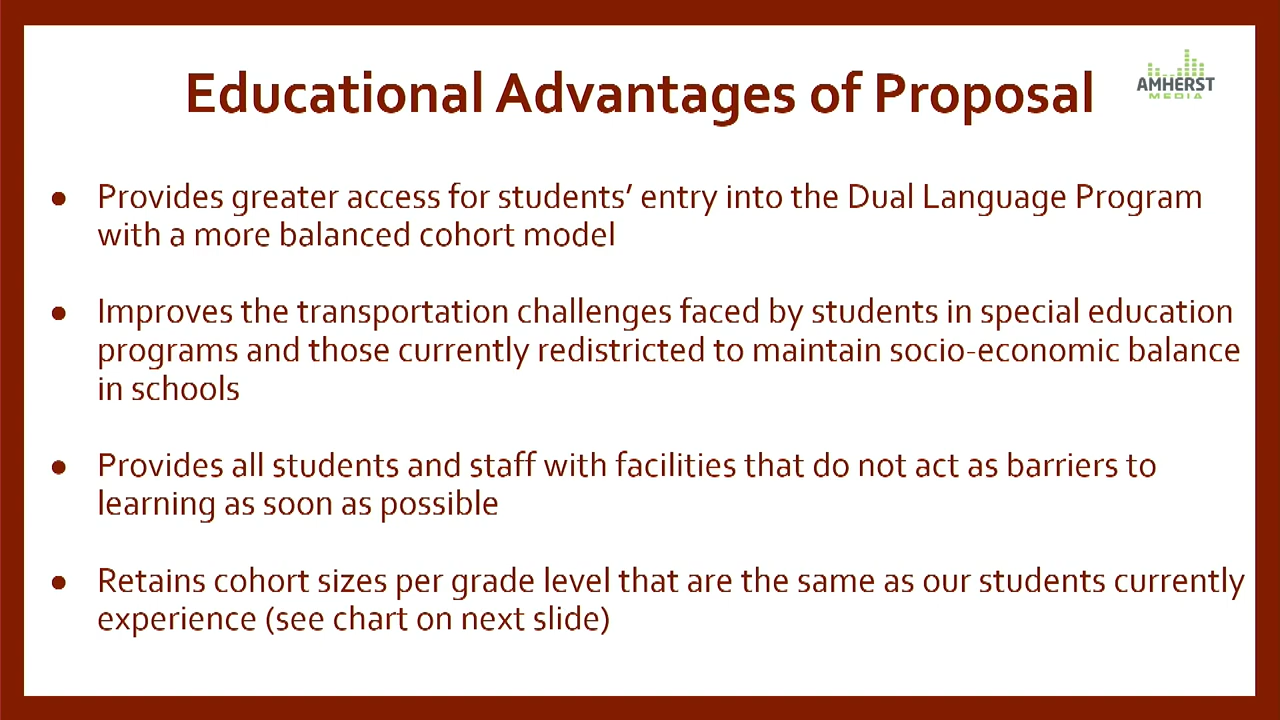 Educational Advantages of Proposal
AMHERST
MEDIA
● Provides greater access for students’ entry into the Dual Language Program
with a more balanced cohort model
● Improves the transportation challenges faced by students in special education
programs and those currently redistricted to maintain socio-economic balance
in schools
● Provides all students and staff with facilities that do not act as barriers to
learning as soon as possible
● Retains cohort sizes per grade level that are the same as our students currently
experience (see chart on next slide)